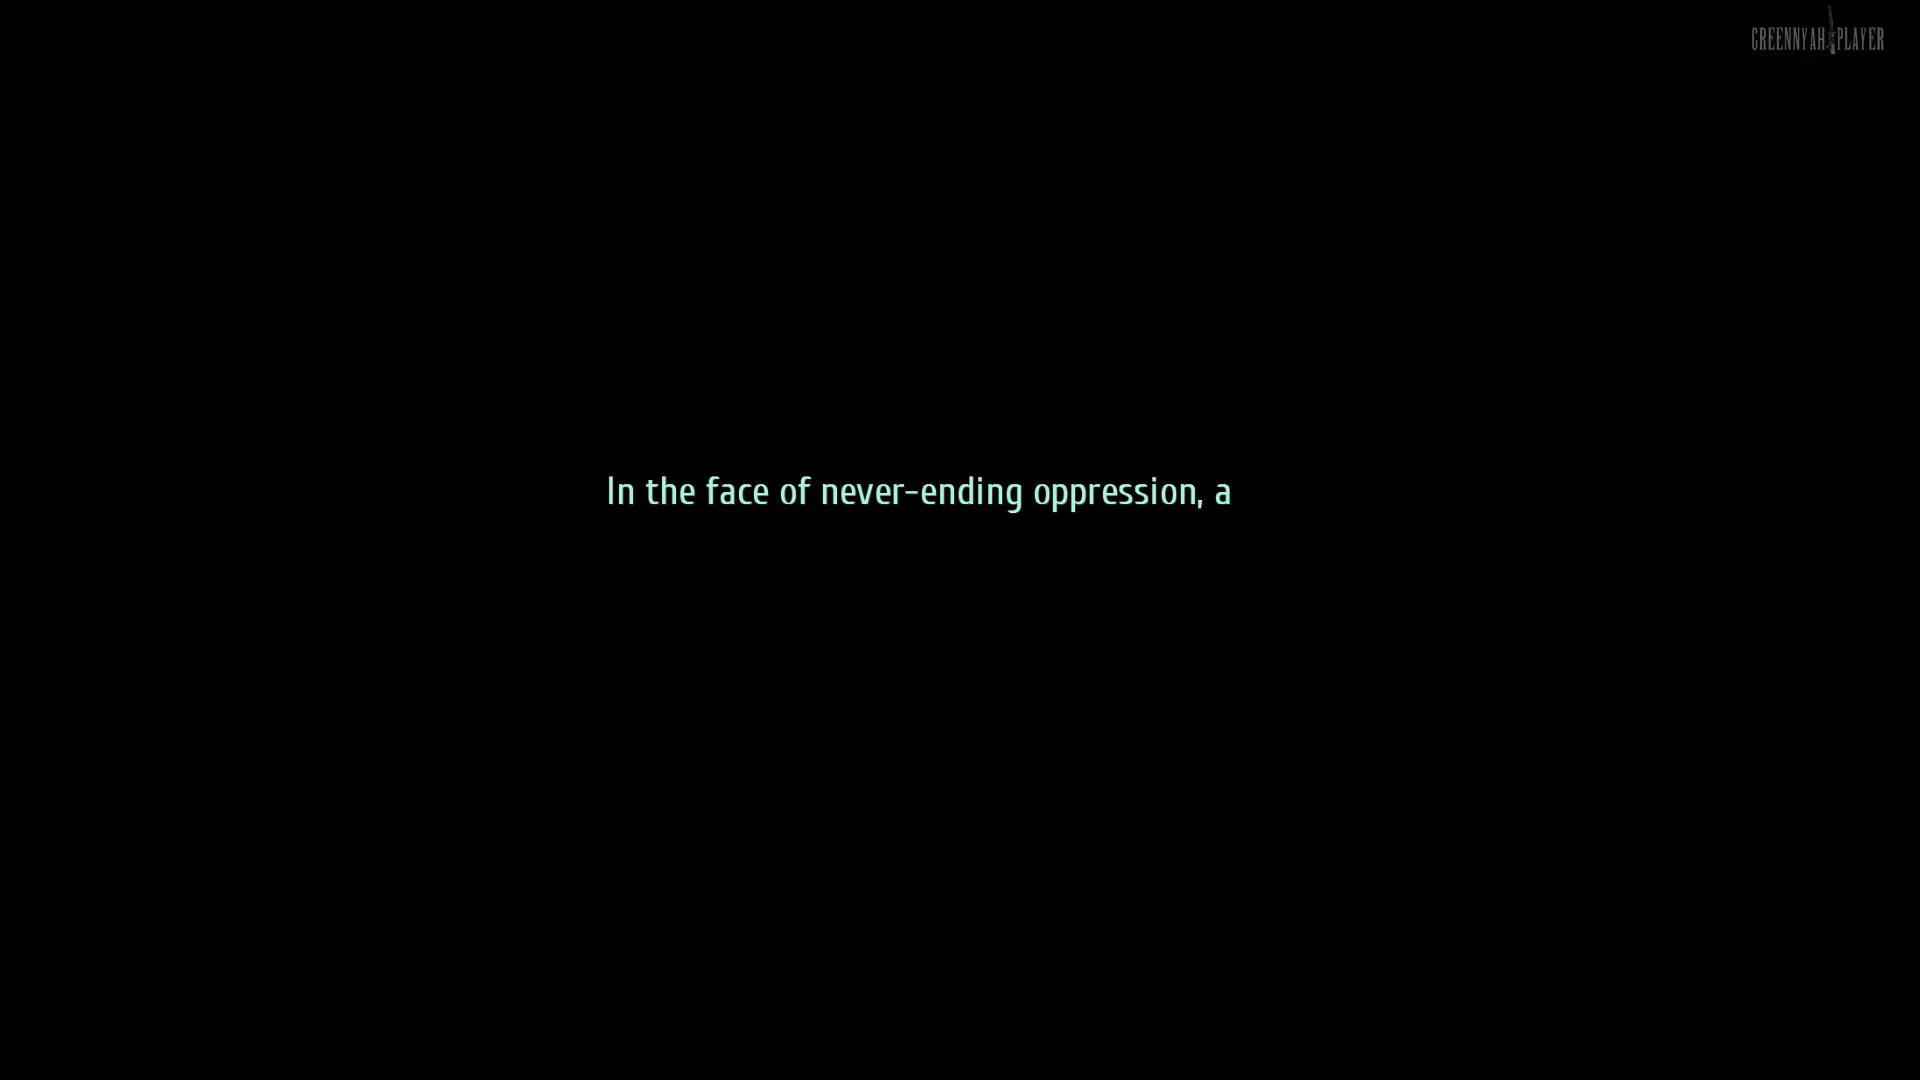 GREENNYAH PLAYER
In the face of never-ending oppression, a